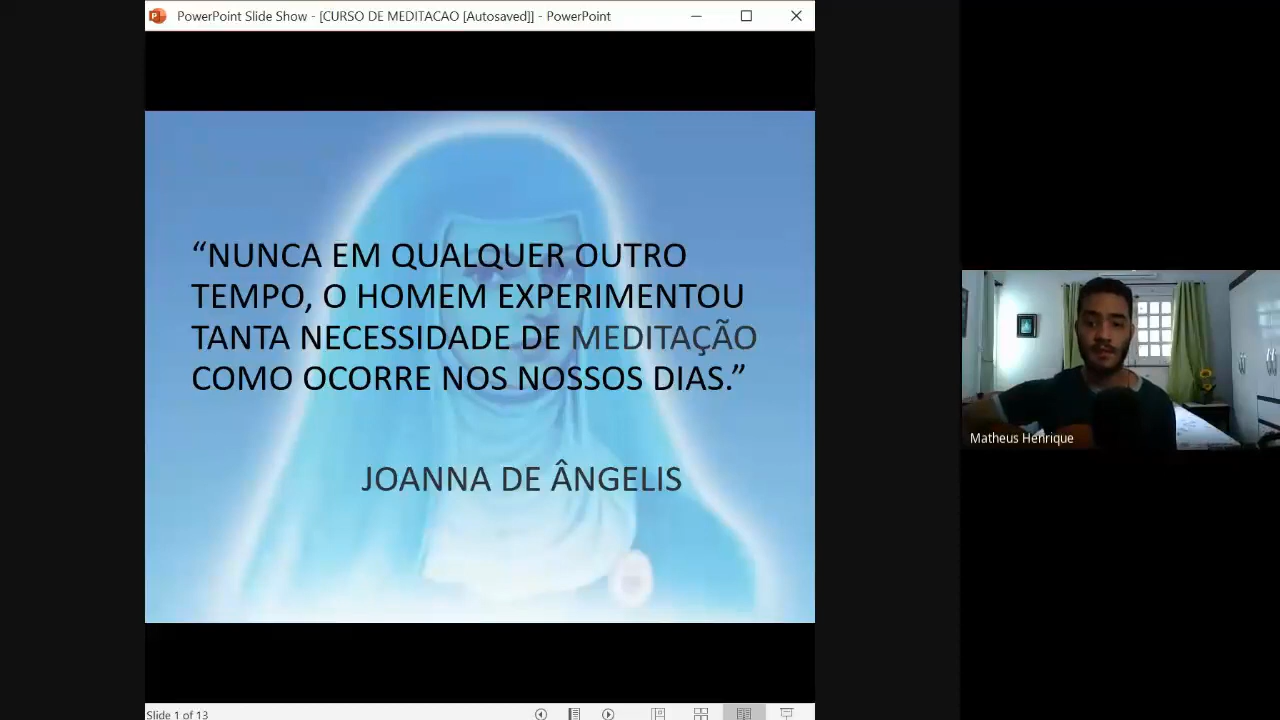 PowerPoint Slide Show - [CURSO DE MEDITACAO [Autosaved]] - PowerPoint
“NUNCA EM QUALQUER OUTRO
TEMPO, O HOMEM EXPERIMENTOU
TANTA NECESSIDADE DE MEDITAÇÃO
COMO OCORRE NOS NOSSOS DIAS.”
JOANNA DE ÂNGELIS
Matheus Henrique
Slide 1 of 13